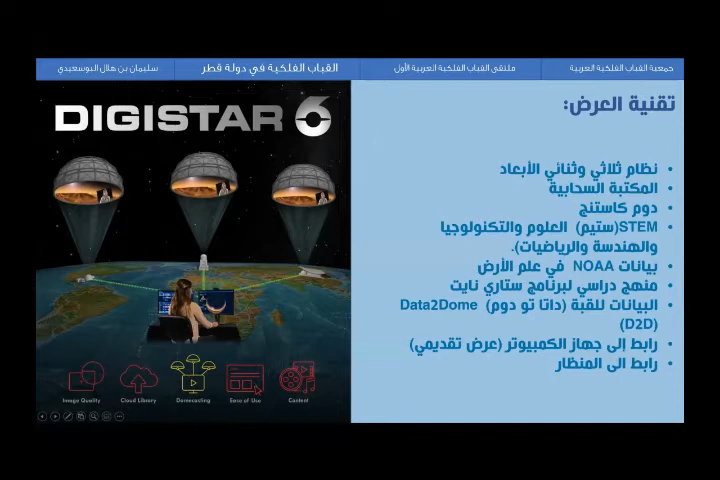 جمعية القباب الفلكية العربية
ملتقى القباب الفلكية العربية الأول
القباب الفلكية في دولة قطر
سليمان بن هلال البوسعيدي
تقنية العرض:
• نظام ثلاثي وثنائي الأبعاد
• المكتبة السحابية
• دوم كاستنج
• STEM(ستيم) العلوم والتكنولوجيا
والهندسة والرياضيات).
• بيانات NOAA في علم الأرض
• منهج دراسي لبرنامج ستاري نايت
• البيانات للقبة (داتا تو دوم) Data2Dome
(D2D)
• رابط إلى جهاز الكمبيوتر (عرض تقديمي)
• رابط الى المنظار
DIGISTAR 6
Image Quality
Cloud Library
Domecasting
Ease of Use
Content